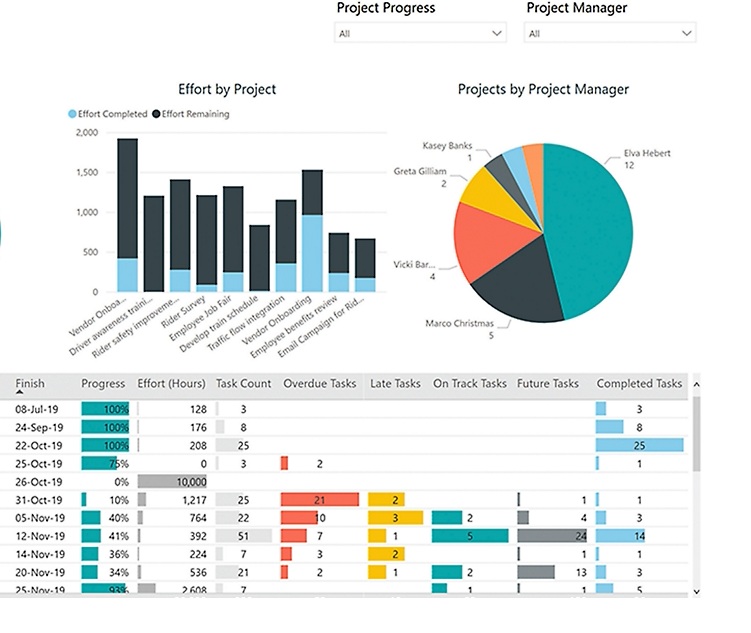 Project Progress Project Manager
All All
Effort by Project Projects by Project Manager
Effort Completed Effort Remaining
2,000
1,500
1,000
500
0
Vendor Onboa...
Driver awareness traini...
Rider safety improveme...
Rider Survey
Employee Job Fair
Develop train schedule
Traffic flow integration
Vendor Onboarding
Employee benefits review
Email Campaign for Rid...
Kasey Banks
1
Greta Gilliam
2
Vicki Bar...
4
Marco Christmas
5
Elva Hebert
12
Finish Progress Effort (Hours) Task Count Overdue Tasks Late Tasks On Track Tasks Future Tasks Completed Tasks
08-Jul-19 100% 128 3 3
24-Sep-19 100% 176 8 8
22-Oct-19 100% 208 25 25
25-Oct-19 75% 0 3 2 1
26-Oct-19 0% 10,000
31-Oct-19 10% 1,217 25 21 2 1 1
05-Nov-19 40% 764 22 10 3 2 4 3
12-Nov-19 41% 392 51 7 1 5 24 14
14-Nov-19 36% 224 7 3 2 1 1
20-Nov-19 34% 536 21 2 1 2 13 3
25-Nov-19 93% 2,608 7 1 1 5